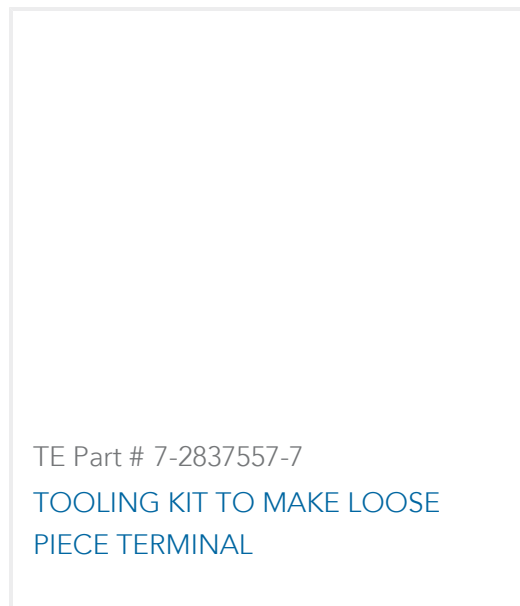 TE Part # 7-2837557-7
TOOLING KIT TO MAKE LOOSE
PIECE TERMINAL